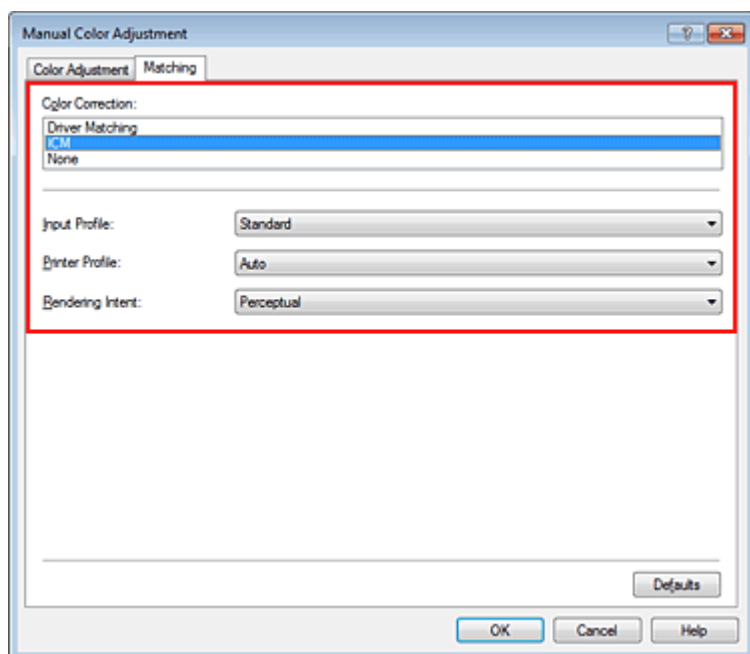 Manual Color Adjustment
Color Adjustment Matching
Color Correction:
Driver Matching
ICM
None
Input Profile: Standard
Printer Profile: Auto
Rendering Intent: Perceptual
Defaults
OK Cancel Help